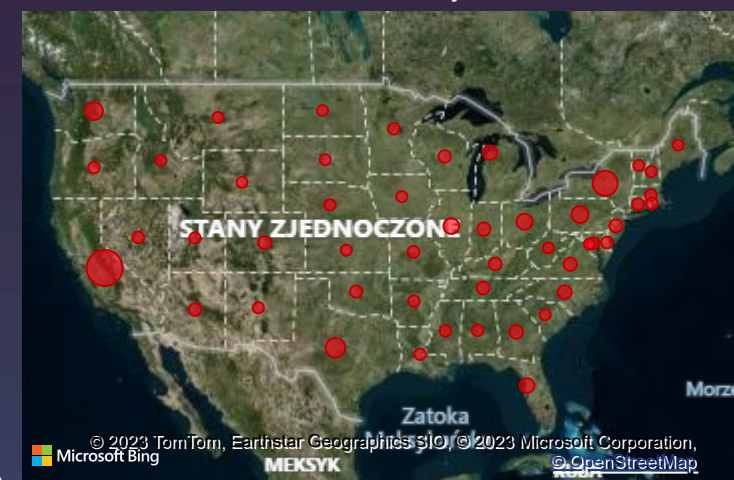 STANY ZJEDNOCZONE
Morze
Zatoka
© 2023 TomTom, Earthstar Geographics SIO, © 2023 Microsoft Corporation,
Microsoft Bing
© OpenStreetMap
MEKSYK